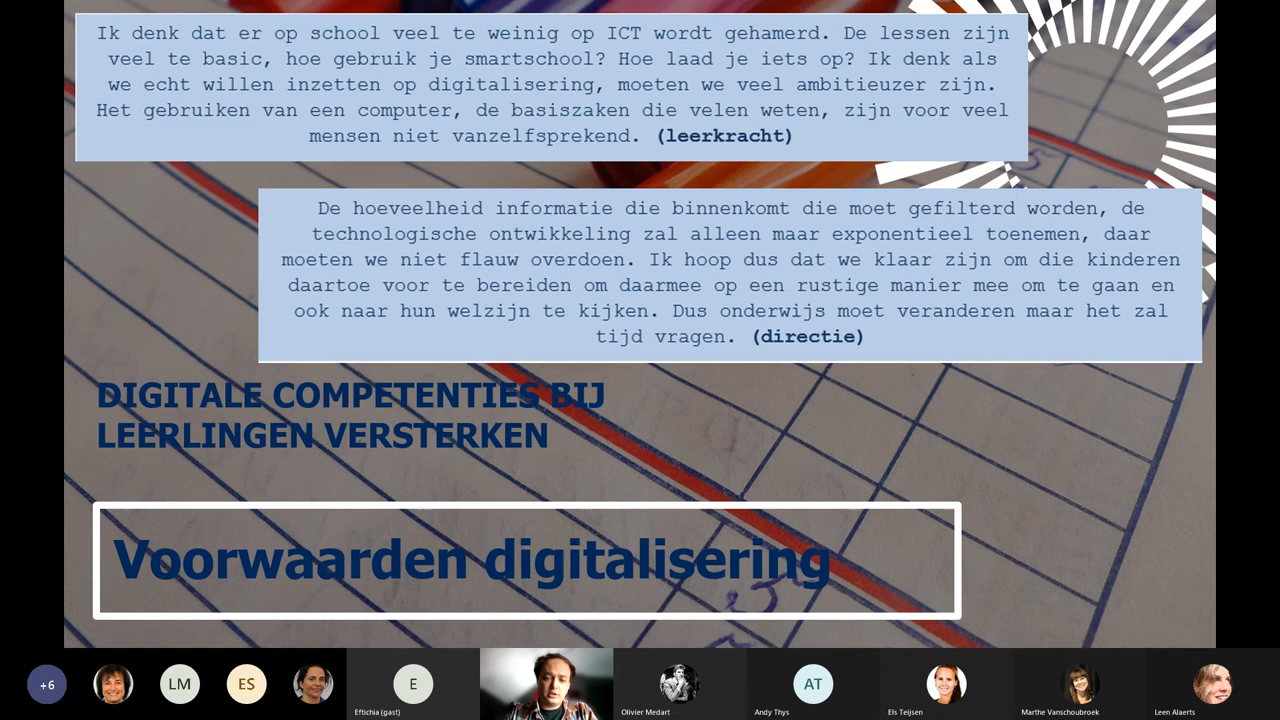 Ik denk dat er op school veel te weinig op ICT wordt gehamerd. De lessen zijn
veel te basic, hoe gebruik je smartschool? Hoe laad je iets op? Ik denk als
we echt willen inzetten op digitalisering, moeten we veel ambitieuzer zijn.
Het gebruiken van een computer, de basiszaken die velen weten, zijn voor veel
mensen niet vanzelfsprekend. (leerkracht)
De hoeveelheid informatie die binnenkomt die moet gefilterd worden, de
technologische ontwikkeling zal alleen maar exponentieel toenemen, daar
moeten we niet flauw overdoen. Ik hoop dus dat we klaar zijn om die kinderen
daartoe voor te bereiden om daarmee op een rustige manier mee om te gaan en
ook naar hun welzijn te kijken. Dus onderwijs moet veranderen maar het zal
tijd vragen. (directie)
DIGITALE COMPETENTIES BIJ
LEERLINGEN VERSTERKEN
Voorwaarden digitalisering
+6
LM
ES
E
Eftichia (gast)
Olivier Medart
AT
Andy Thys
Els Teijsen
Marthe Vanschoubroek
Leen Alaerts